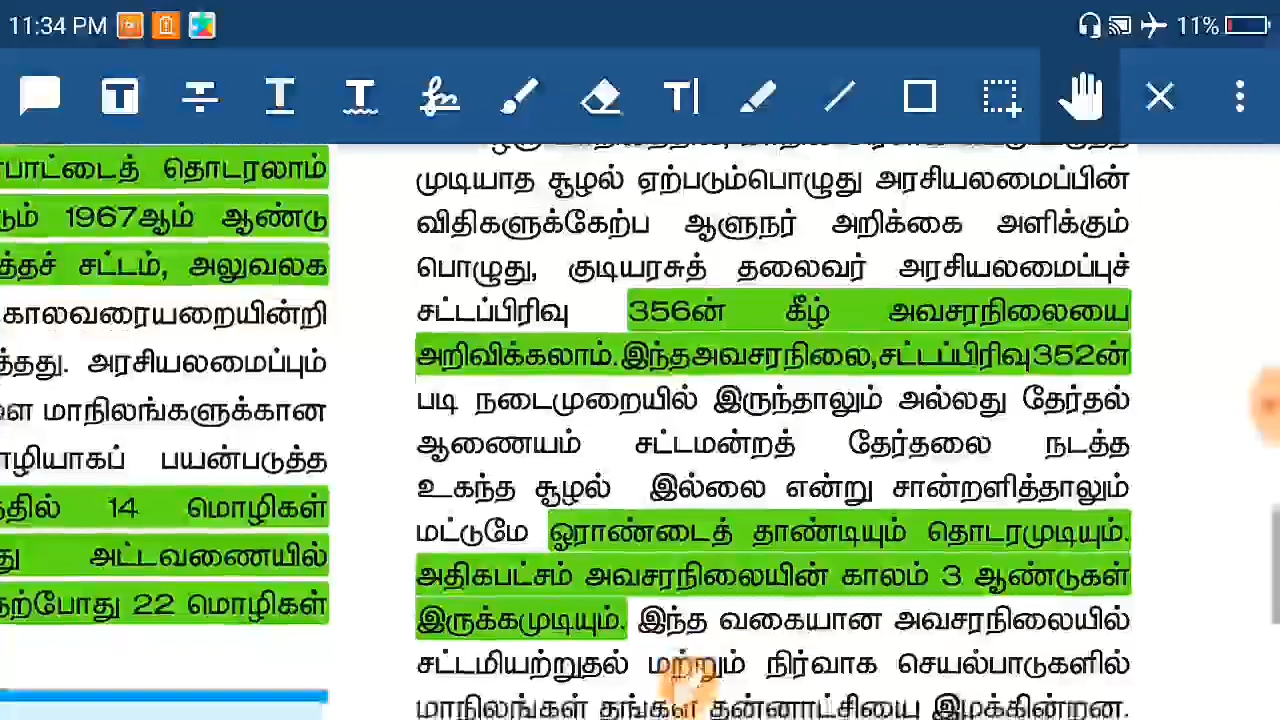 11:34 PM
11%
பாட்டைத் தொடரலாம்
1967ஆம் ஆண்டு
சட்டம், அலுவலக
காலவரையறையின்றி
அரசியலமைப்பும்
மாநிலங்களுக்கான
பயன்படுத்த
14 மொழிகள்
அட்டவணையில்
22 மொழிகள்
முடியாத சூழல் ஏற்படும்பொழுது அரசியலமைப்பின்
விதிகளுக்கேற்ப ஆளுநர் அறிக்கை அளிக்கும்
பொழுது, குடியரசுத் தலைவர் அரசியலமைப்புச்
சட்டப்பிரிவு 356ன் கீழ் அவசரநிலையை
அறிவிக்கலாம்.இந்தஅவசரநிலை,சட்டப்பிரிவு352ன்
படி நடைமுறையில் இருந்தாலும் அல்லது தேர்தல்
ஆணையம் சட்டமன்றத் தேர்தலை நடத்த
உகந்த சூழல் இல்லை என்று சான்றளித்தாலும்
மட்டுமே ஓராண்டைத் தாண்டியும் தொடரமுடியும்.
அதிகபட்சம் அவசரநிலையின் காலம் 3 ஆண்டுகள்
இருக்கமுடியும். இந்த வகையான அவசரநிலையில்
சட்டமியற்றுதல் மற்றும் நிர்வாக செயல்பாடுகளில்
மாநிலங்கள் தங்கள் தன்னாட்சியை இழக்கின்றன.